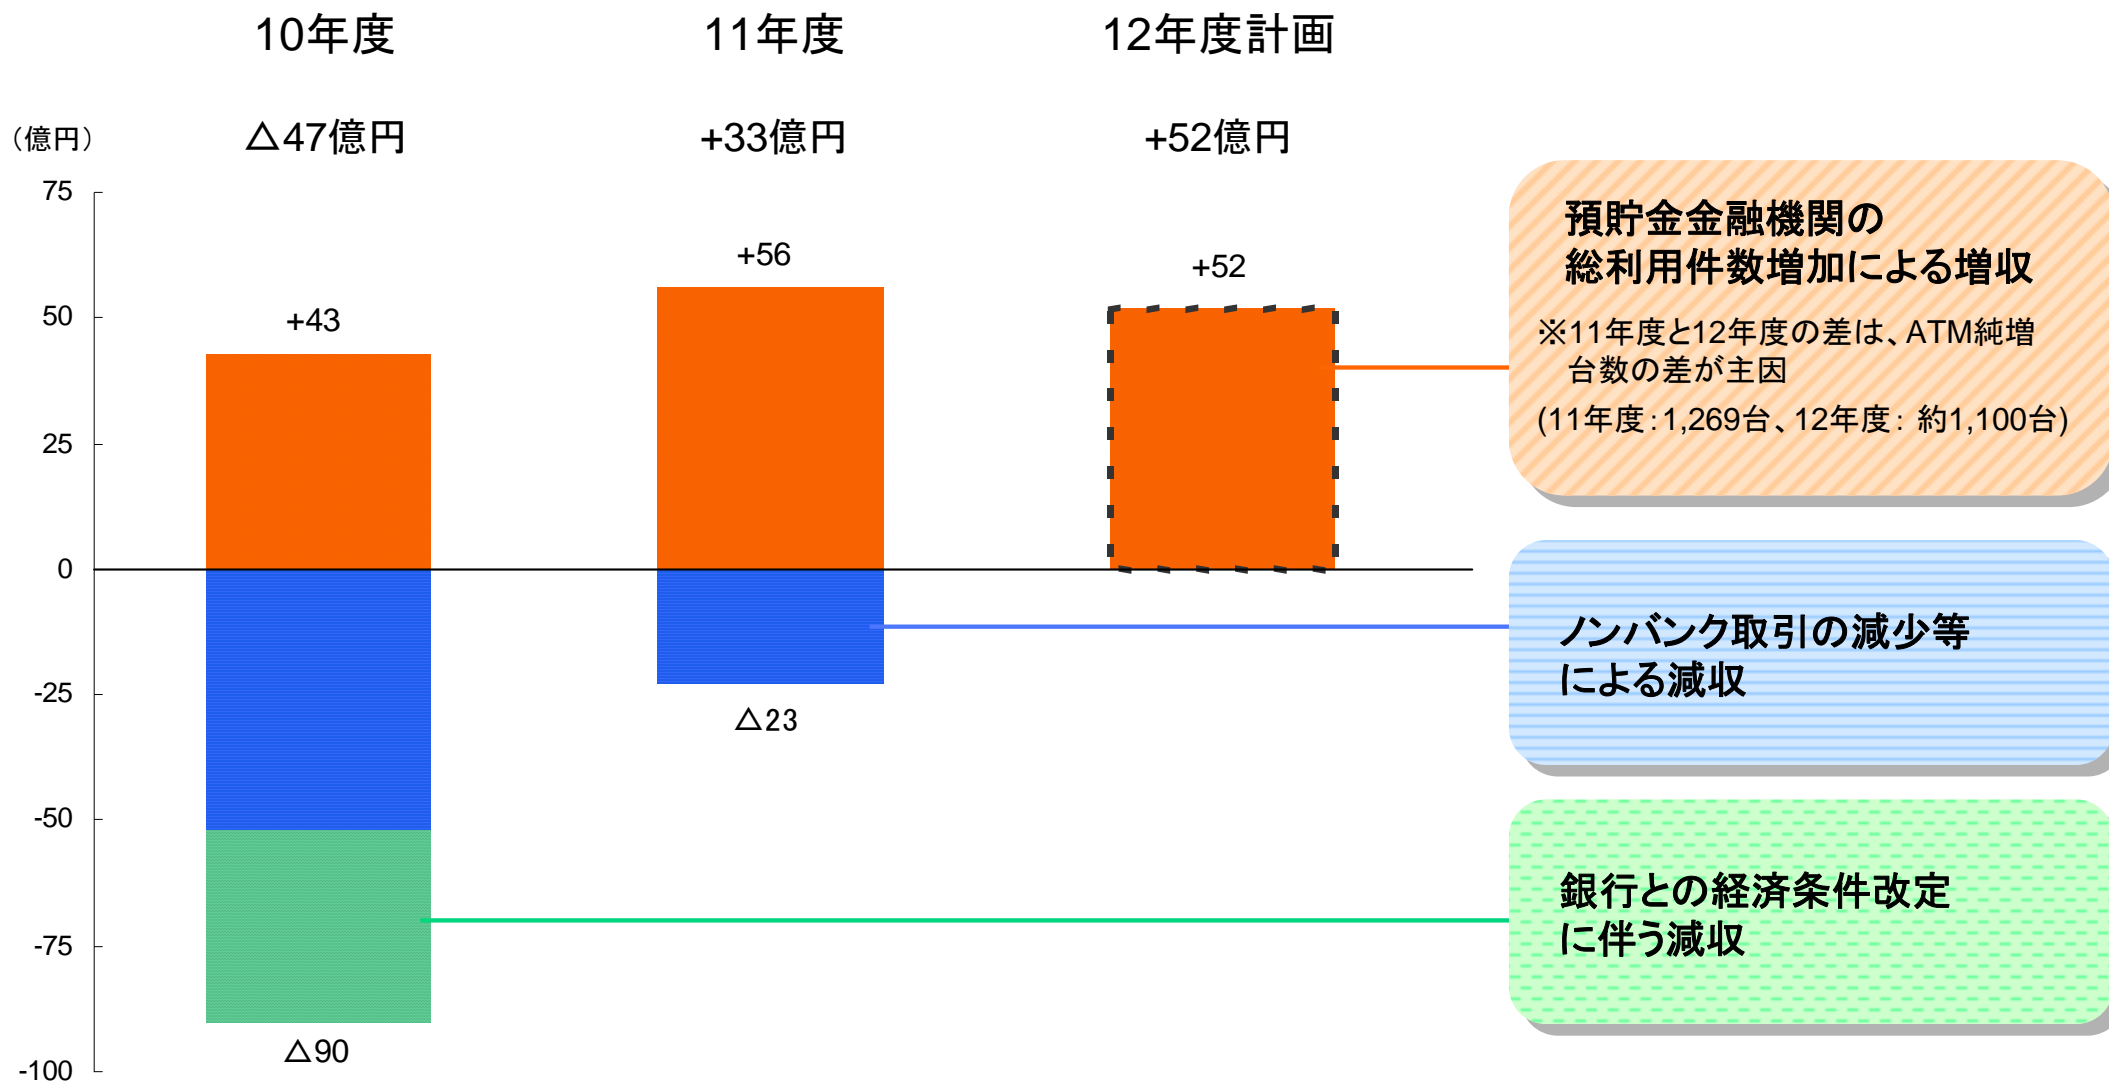 10年度
11年度
12年度計画
(億円)
△47億円
+33億円
+52億円
75
50
25
0
-25
-50
-75
-100
+43
+56
+52
△23
△90
預貯金金融機関の
総利用件数増加による増収
※11年度と12年度の差は、ATM純増
台数の差が主因
(11年度:1,269台、12年度: 約1,100台)
ノンバンク取引の減少等
による減収
銀行との経済条件改定
に伴う減収